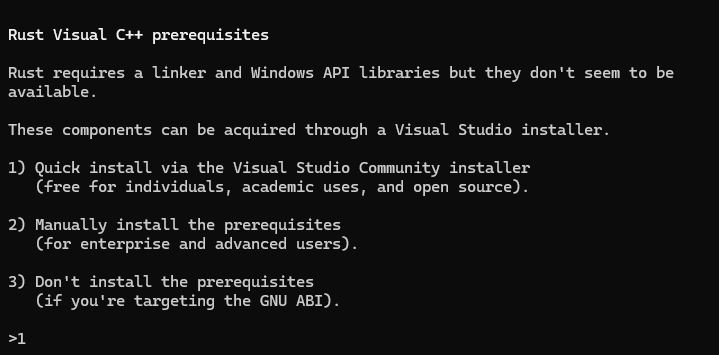 Rust Visual C++ prerequisites
Rust requires a linker and Windows API libraries but they don't seem to be
available.
These components can be acquired through a Visual Studio installer.
1) Quick install via the Visual Studio Community installer
(free for individuals, academic uses, and open source).
2) Manually install the prerequisites
(for enterprise and advanced users).
3) Don't install the prerequisites
(if you're targeting the GNU ABI).
>1